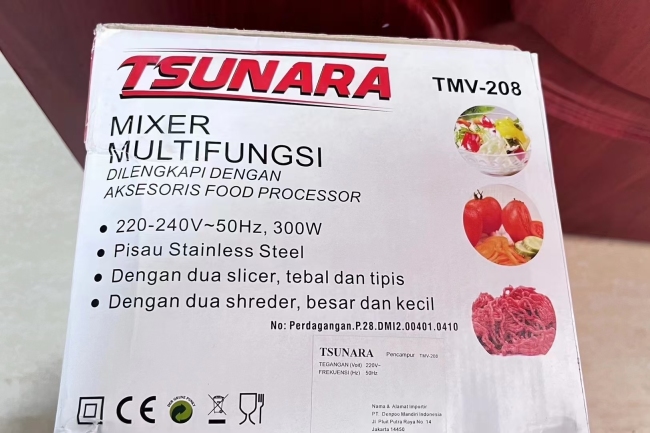 TSUNARA
TMV-208
MIXER
MULTIFUNGSI
DILENGKAPI DENGAN
AKSESORIS FOOD PROCESSOR
• 220-240V~50Hz, 300W
• Pisau Stainless Steel
• Dengan dua slicer, tebal dan tipis
• Dengan dua shreder, besar dan kecil
No: Perdagangan.P.28.DMI2.00401.0410
TSUNARA Pencampur TMV-208
TEGANGAN (Volt) 220V~
FREKUENSI (Hz) 50Hz
CE
Nama & Alamat Importir
PT. Denpoo Mandiri Indonesia
Jl. Pluit Putra Raya No. 14
Jakarta 14450